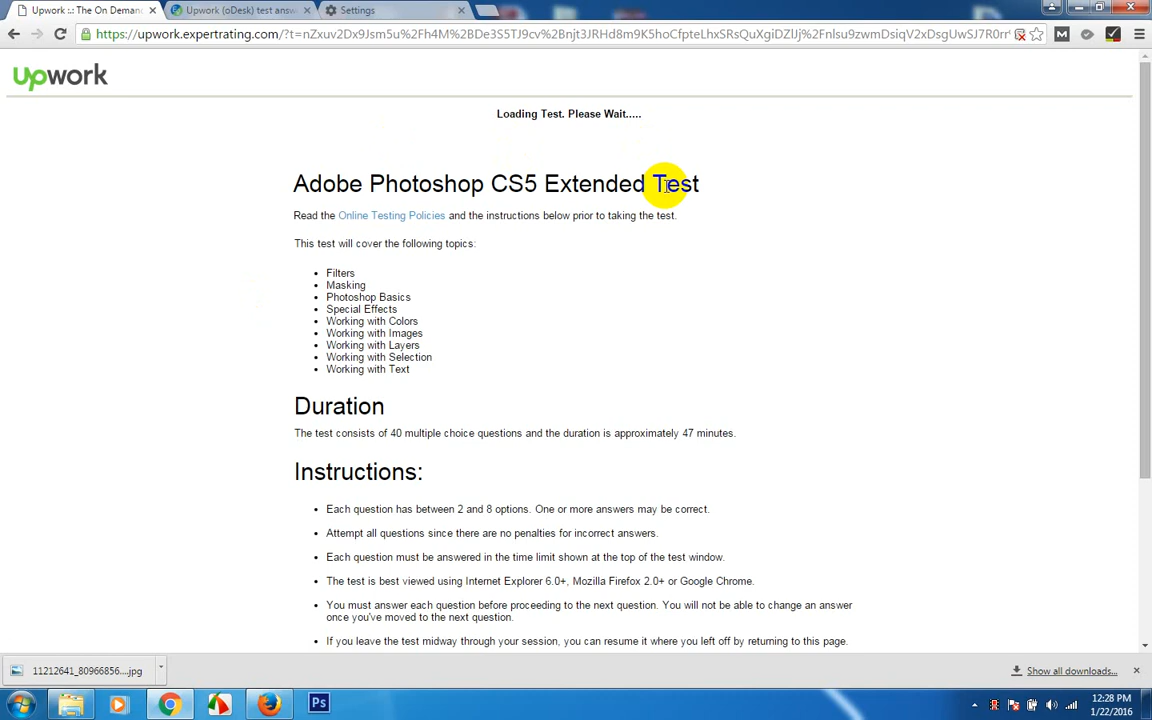 Upwork ::. The On Deman
Upwork (oDesk) test answ
Settings
https://upwork.expertrating.com/?t=nZxuv2Dx9Jsm5u%2Fh4M%2BDe3S5TJ9cv%2Bnjt3JRHd8m9K5hoCfpteLhxSRsQuXgiDZlJj%2Fnlsu9zwmDsiqV2xDsgUwSJ7R0rr
Upwork
Loading Test. Please Wait.....
Adobe Photoshop CS5 Extended Test
Read the Online Testing Policies and the instructions below prior to taking the test.
This test will cover the following topics:
• Filters
• Masking
• Photoshop Basics
• Special Effects
• Working with Colors
• Working with Images
• Working with Layers
• Working with Selection
• Working with Text
Duration
The test consists of 40 multiple choice questions and the duration is approximately 47 minutes.
Instructions:
• Each question has between 2 and 8 options. One or more answers may be correct.
• Attempt all questions since there are no penalties for incorrect answers.
• Each question must be answered in the time limit shown at the top of the test window.
• The test is best viewed using Internet Explorer 6.0+, Mozilla Firefox 2.0+ or Google Chrome.
• You must answer each question before proceeding to the next question. You will not be able to change an answer
once you've moved to the next question.
• If you leave the test midway through your session, you can resume it where you left off by returning to this page.
11212641_80966856....jpg
Show all downloads...
Ps
12:28 PM
1/22/2016